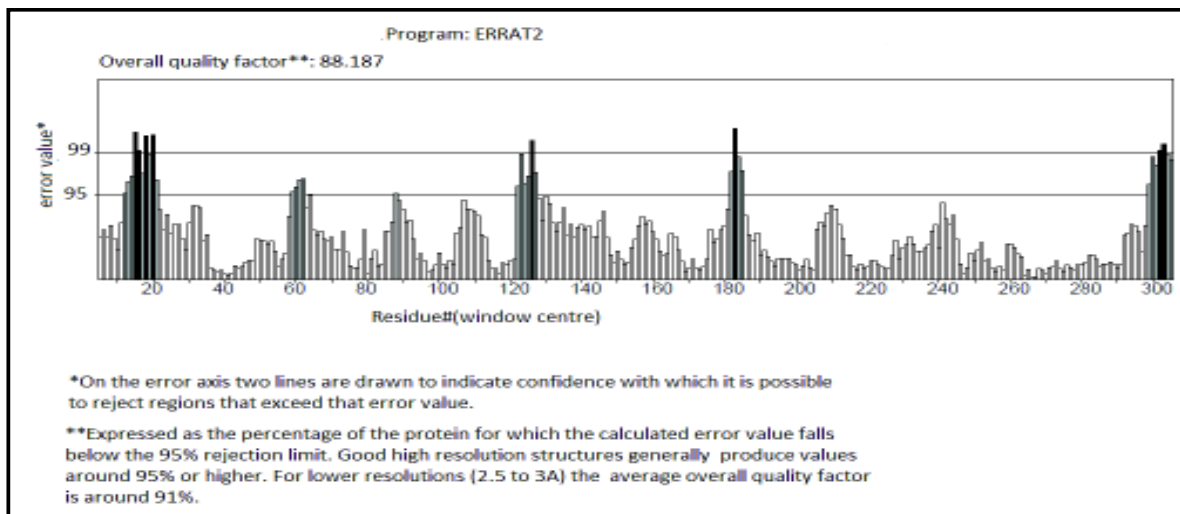 .Program: ERRAT2
Overall quality factor**: 88.187
error value*
99
95
20 40 60 80 100 120 140 160 180 200 220 240 260 280 300
Residue#(window centre)
*On the error axis two lines are drawn to indicate confidence with which it is possible
to reject regions that exceed that error value.
**Expressed as the percentage of the protein for which the calculated error value falls
below the 95% rejection limit. Good high resolution structures generally produce values
around 95% or higher. For lower resolutions (2.5 to 3A) the average overall quality factor
is around 91%.